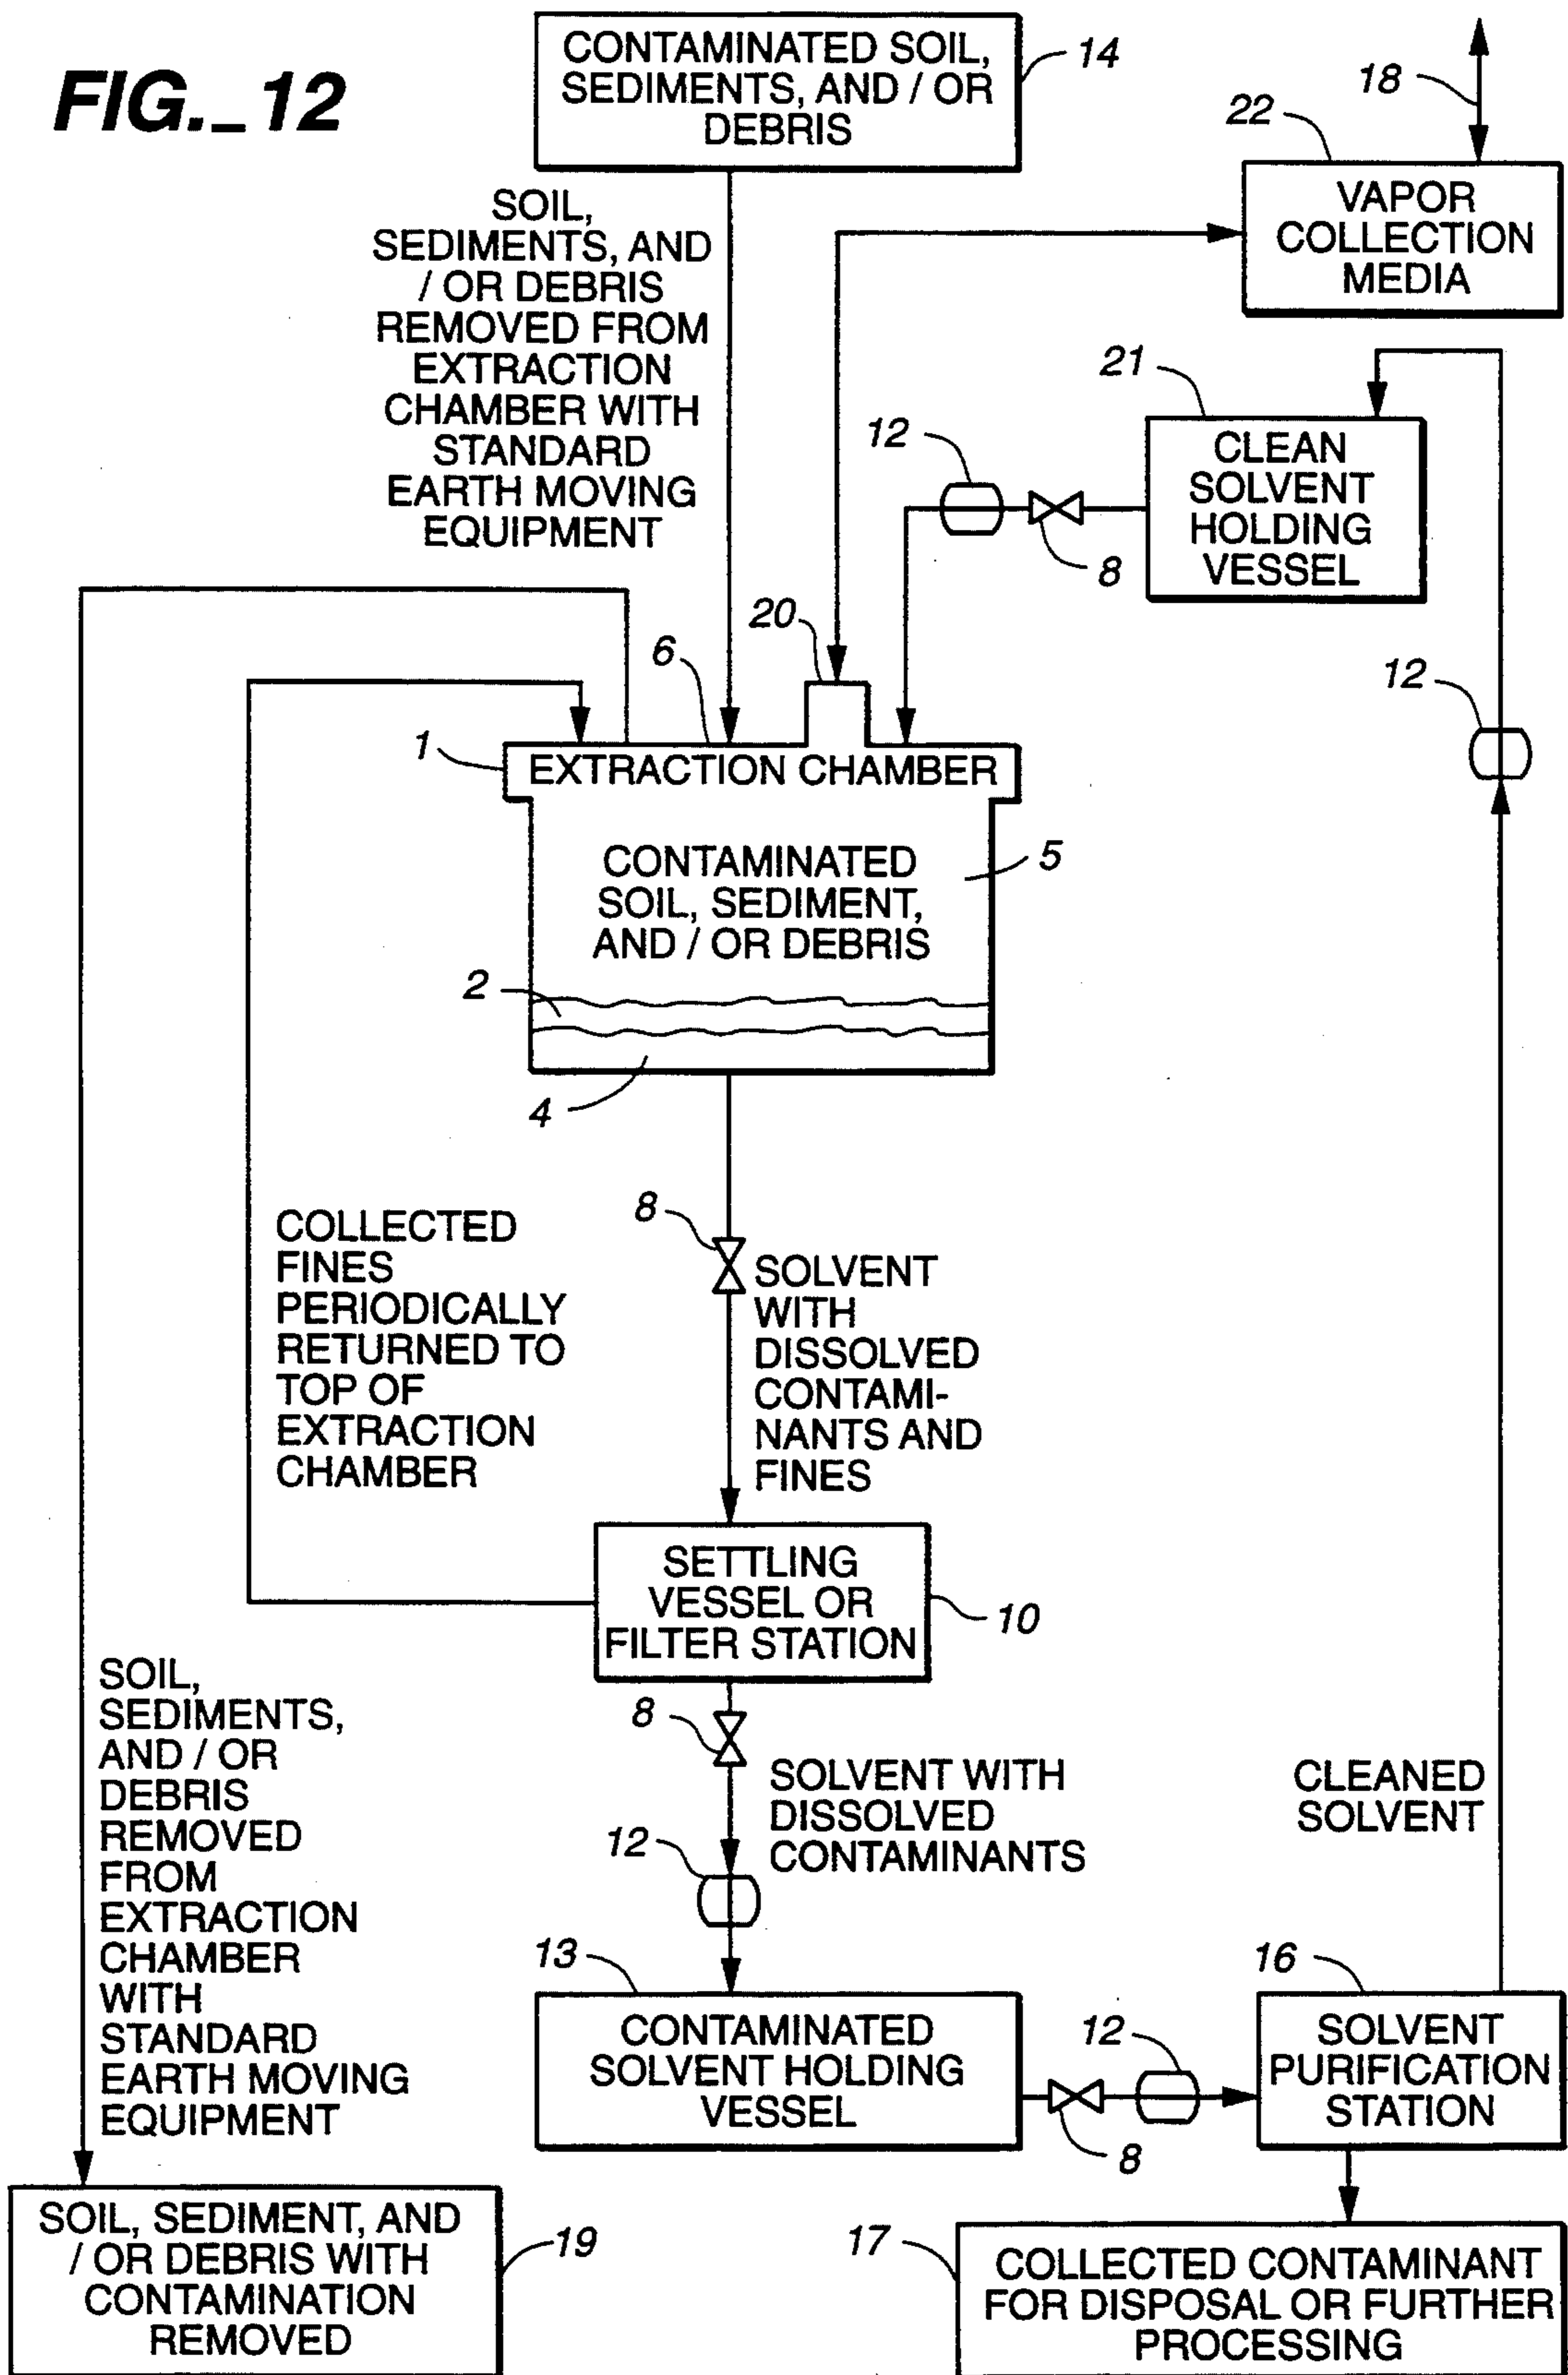 FIG._12
CONTAMINATED SOIL,
SEDIMENTS, AND / OR
DEBRIS
14
18
22
VAPOR
COLLECTION
MEDIA
SOIL,
SEDIMENTS, AND
/ OR DEBRIS
REMOVED FROM
EXTRACTION
CHAMBER WITH
STANDARD
EARTH MOVING
EQUIPMENT
21
CLEAN
SOLVENT
HOLDING
VESSEL
12
8
20
6
12
1
EXTRACTION CHAMBER
CONTAMINATED
SOIL, SEDIMENT,
AND / OR DEBRIS
5
2
4
COLLECTED
FINES
PERIODICALLY
RETURNED TO
TOP OF
EXTRACTION
CHAMBER
8
SOLVENT
WITH
DISSOLVED
CONTAMI-
NANTS AND
FINES
SETTLING
VESSEL OR
FILTER STATION
10
SOIL,
SEDIMENTS,
AND / OR
DEBRIS
REMOVED
FROM
EXTRACTION
CHAMBER
WITH
STANDARD
EARTH MOVING
EQUIPMENT
8
SOLVENT WITH
DISSOLVED
CONTAMINANTS
12
CLEANED
SOLVENT
13
CONTAMINATED
SOLVENT HOLDING
VESSEL
12
8
16
SOLVENT
PURIFICATION
STATION
SOIL, SEDIMENT, AND
/ OR DEBRIS WITH
CONTAMINATION
REMOVED
19
17
COLLECTED CONTAMINANT
FOR DISPOSAL OR FURTHER
PROCESSING